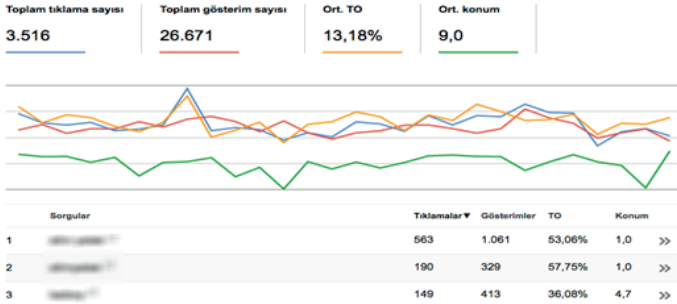 Toplam tıklama sayısı Toplam gösterim sayısı Ort. TO Ort. konum
3.516 26.671 13,18% 9,0
Sorgular Tıklamalar▼ Gösterimler TO Konum
1 563 1.061 53,06% 1,0 »
2 190 329 57,75% 1,0 »
3 149 413 36,08% 4,7 »